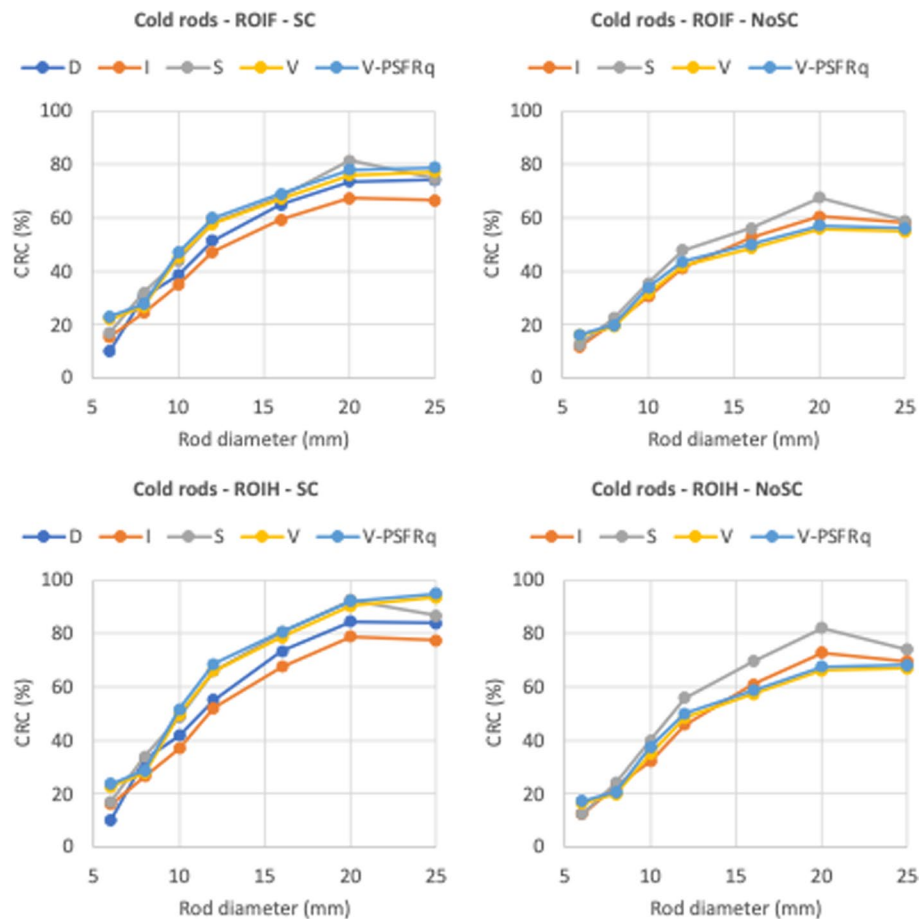 Cold rods - ROIF - SC
D I S V V-PSFRq
100
80
60
40
20
0
CRC (%)
5 10 15 20 25
Rod diameter (mm)
Cold rods - ROIF - NoSC
I S V V-PSFRq
100
80
60
40
20
0
CRC (%)
5 10 15 20 25
Rod diameter (mm)
Cold rods - ROIH - SC
D I S V V-PSFRq
100
80
60
40
20
0
CRC (%)
5 10 15 20 25
Rod diameter (mm)
Cold rods - ROIH - NoSC
I S V V-PSFRq
100
80
60
40
20
0
CRC (%)
5 10 15 20 25
Rod diameter (mm)